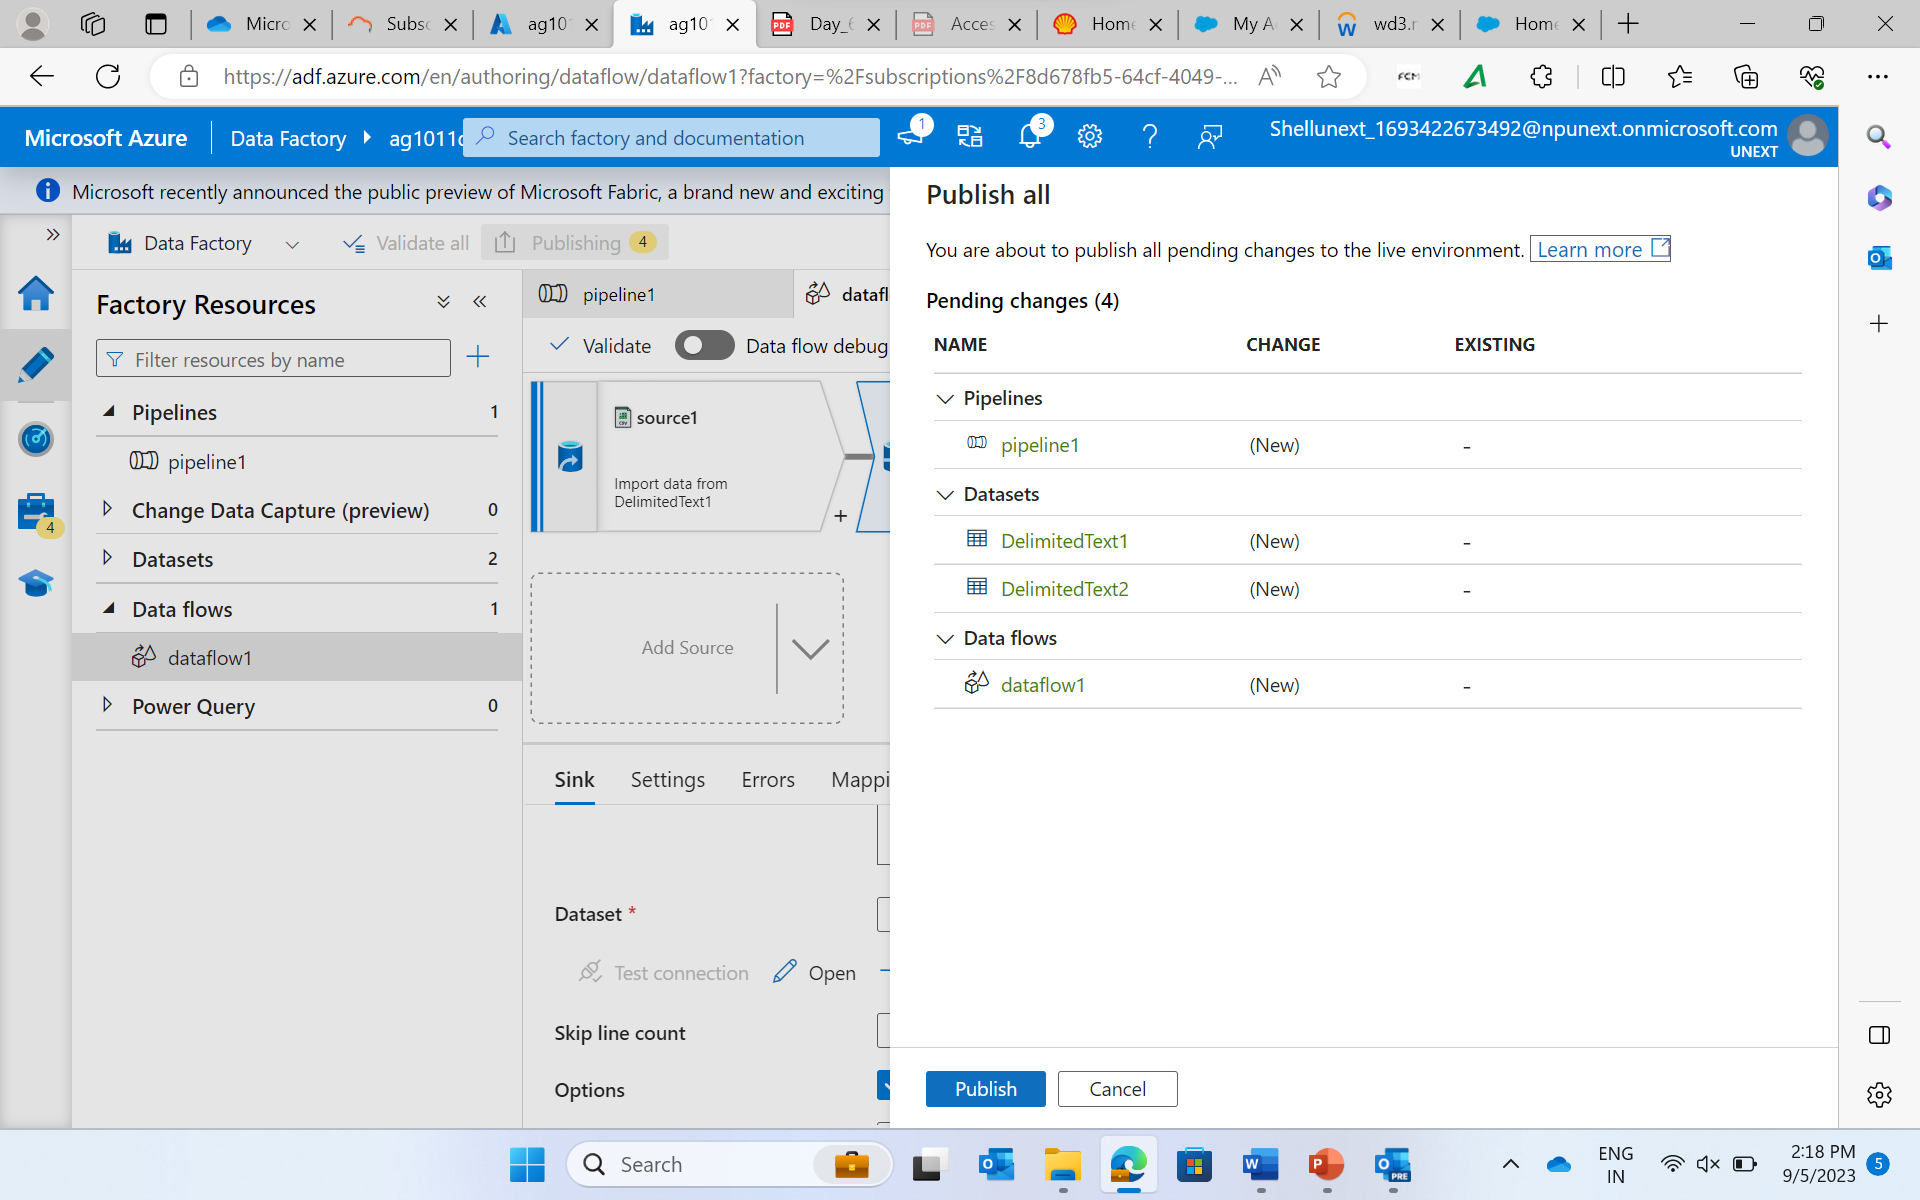 Micro
Subsc
ag10
ag10
Day_6
Acces
Home
My A
wd3.r
Home
https://adf.azure.com/en/authoring/dataflow/dataflow1?factory=%2Fsubscriptions%2F8d678fb5-64cf-4049-...
FCM
Microsoft Azure
Data Factory
ag1011
Search factory and documentation
1
3
Shellunext_1693422673492@npunext.onmicrosoft.com
UNEXT
Microsoft recently announced the public preview of Microsoft Fabric, a brand new and exciting
Data Factory
Validate all
Publishing 4
Factory Resources
Filter resources by name
Pipelines 1
pipeline1
Change Data Capture (preview) 0
Datasets 2
Data flows 1
dataflow1
Power Query 0
4
pipeline1
datafl
Validate
Data flow debug
source1
Import data from
DelimitedText1
+
Add Source
Sink Settings Errors Mappi
Dataset *
Test connection
Open
Skip line count
Options
Publish all
You are about to publish all pending changes to the live environment. Learn more
Pending changes (4)
NAME CHANGE EXISTING
Pipelines
pipeline1 (New) -
Datasets
DelimitedText1 (New) -
DelimitedText2 (New) -
Data flows
dataflow1 (New) -
Publish
Cancel
Search
ENG
IN
2:18 PM
9/5/2023
5